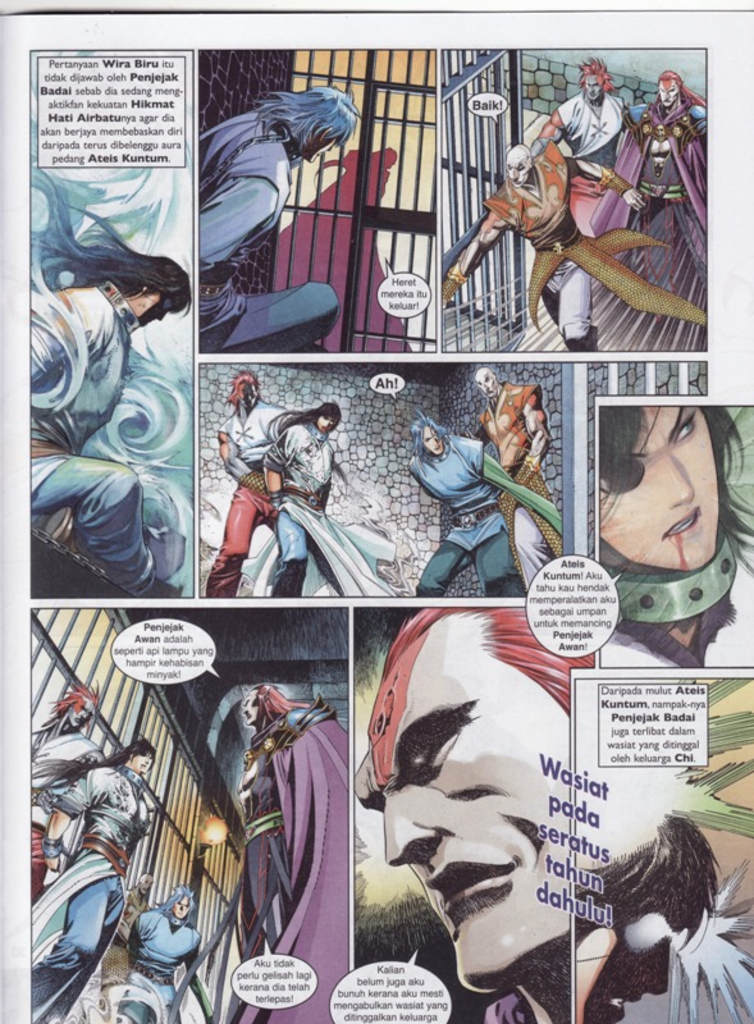 Pertanyaan Wira Biru itu
tidak dijawab oleh Penjejak
Badai sebab dia sedang meng-
aktikfan kekuatan Hikmat
Hati Airbatunya agar dia
akan berjaya membebaskan diri
daripada terus dibelenggu aura
pedang Ateis Kuntum.
Heret
mereka itu
keluar!
Baik!
Ah!
Ateis
Kuntum! Aku
tahu kau hendak
memperalatkan aku
sebagai umpan
untuk memancing
Penjejak
Awan!
Penjejak
Awan adalah
seperti api lampu yang
hampir kehabisan
minyak!
Aku tidak
perlu gelisah lagi
kerana dia telah
terlepas!
Kalian
belum juga aku
bunuh kerana aku mesti
mengabulkan wasiat yang
ditinggal oleh keluarga
Daripada mulut Ateis
Kuntum, nampak-nya
Penjejak Badai
juga terlibat dalam
wasiat yang ditinggal
oleh keluarga Chi.
Wasiat
pada
seratus
tahun
dahulu!